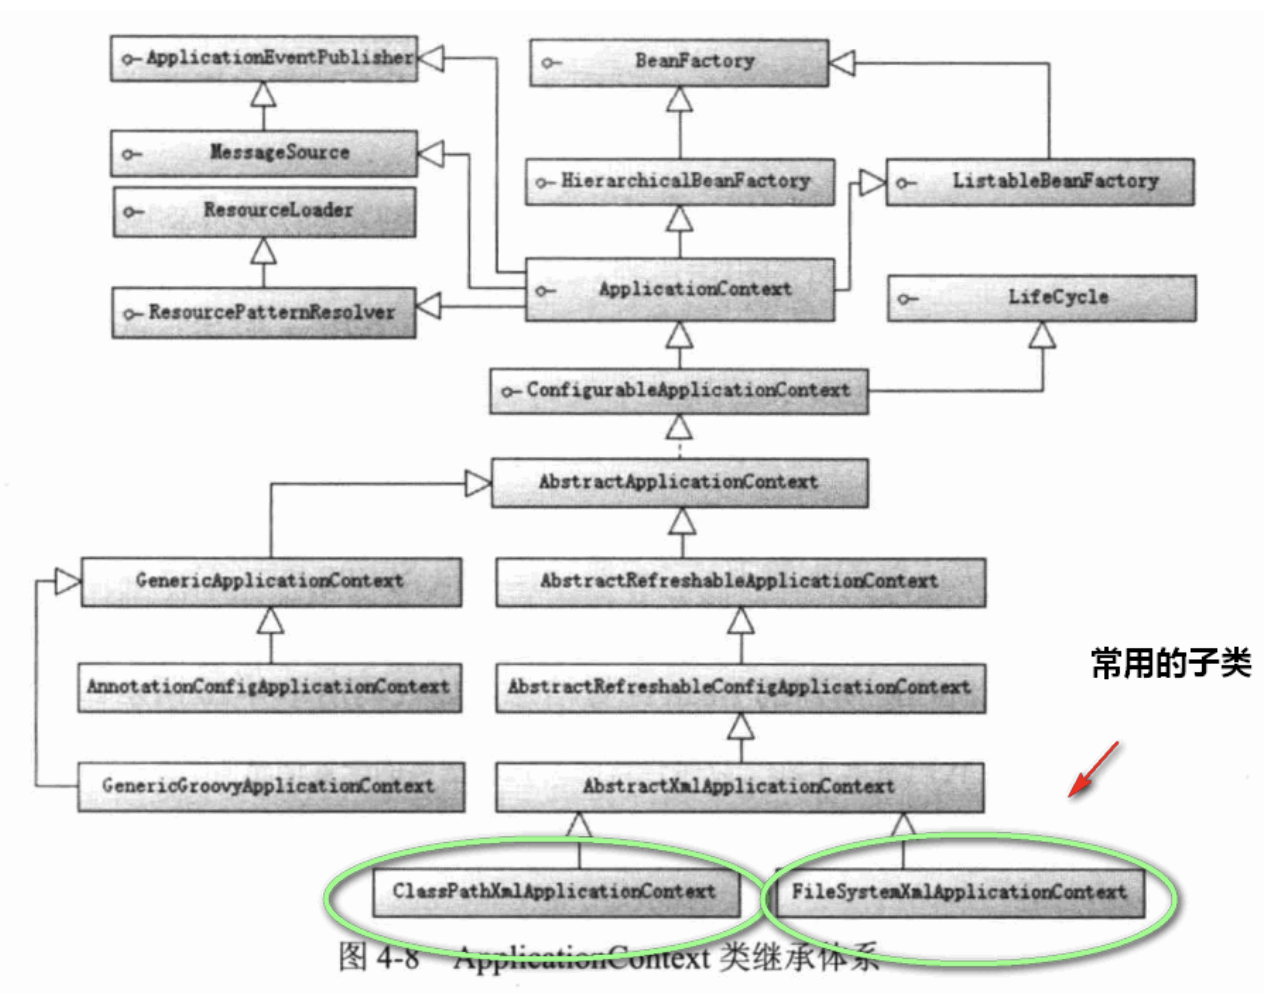 ApplicationEventPublisher
BeanFactory
MessageSource
HierarchicalBeanFactory
ListableBeanFactory
ResourceLoader
ApplicationContext
LifeCycle
ResourcePatternResolver
ConfigurableApplicationContext
AbstractApplicationContext
GenericApplicationContext
AbstractRefreshableApplicationContext
常用的子类
AnnotationConfigApplicationContext
AbstractRefreshableConfigApplicationContext
GenericGroovyApplicationContext
AbstractXmlApplicationContext
ClassPathXmlApplicationContext
FileSystemXmlApplicationContext
图 4-8 ApplicationContext 类继承体系